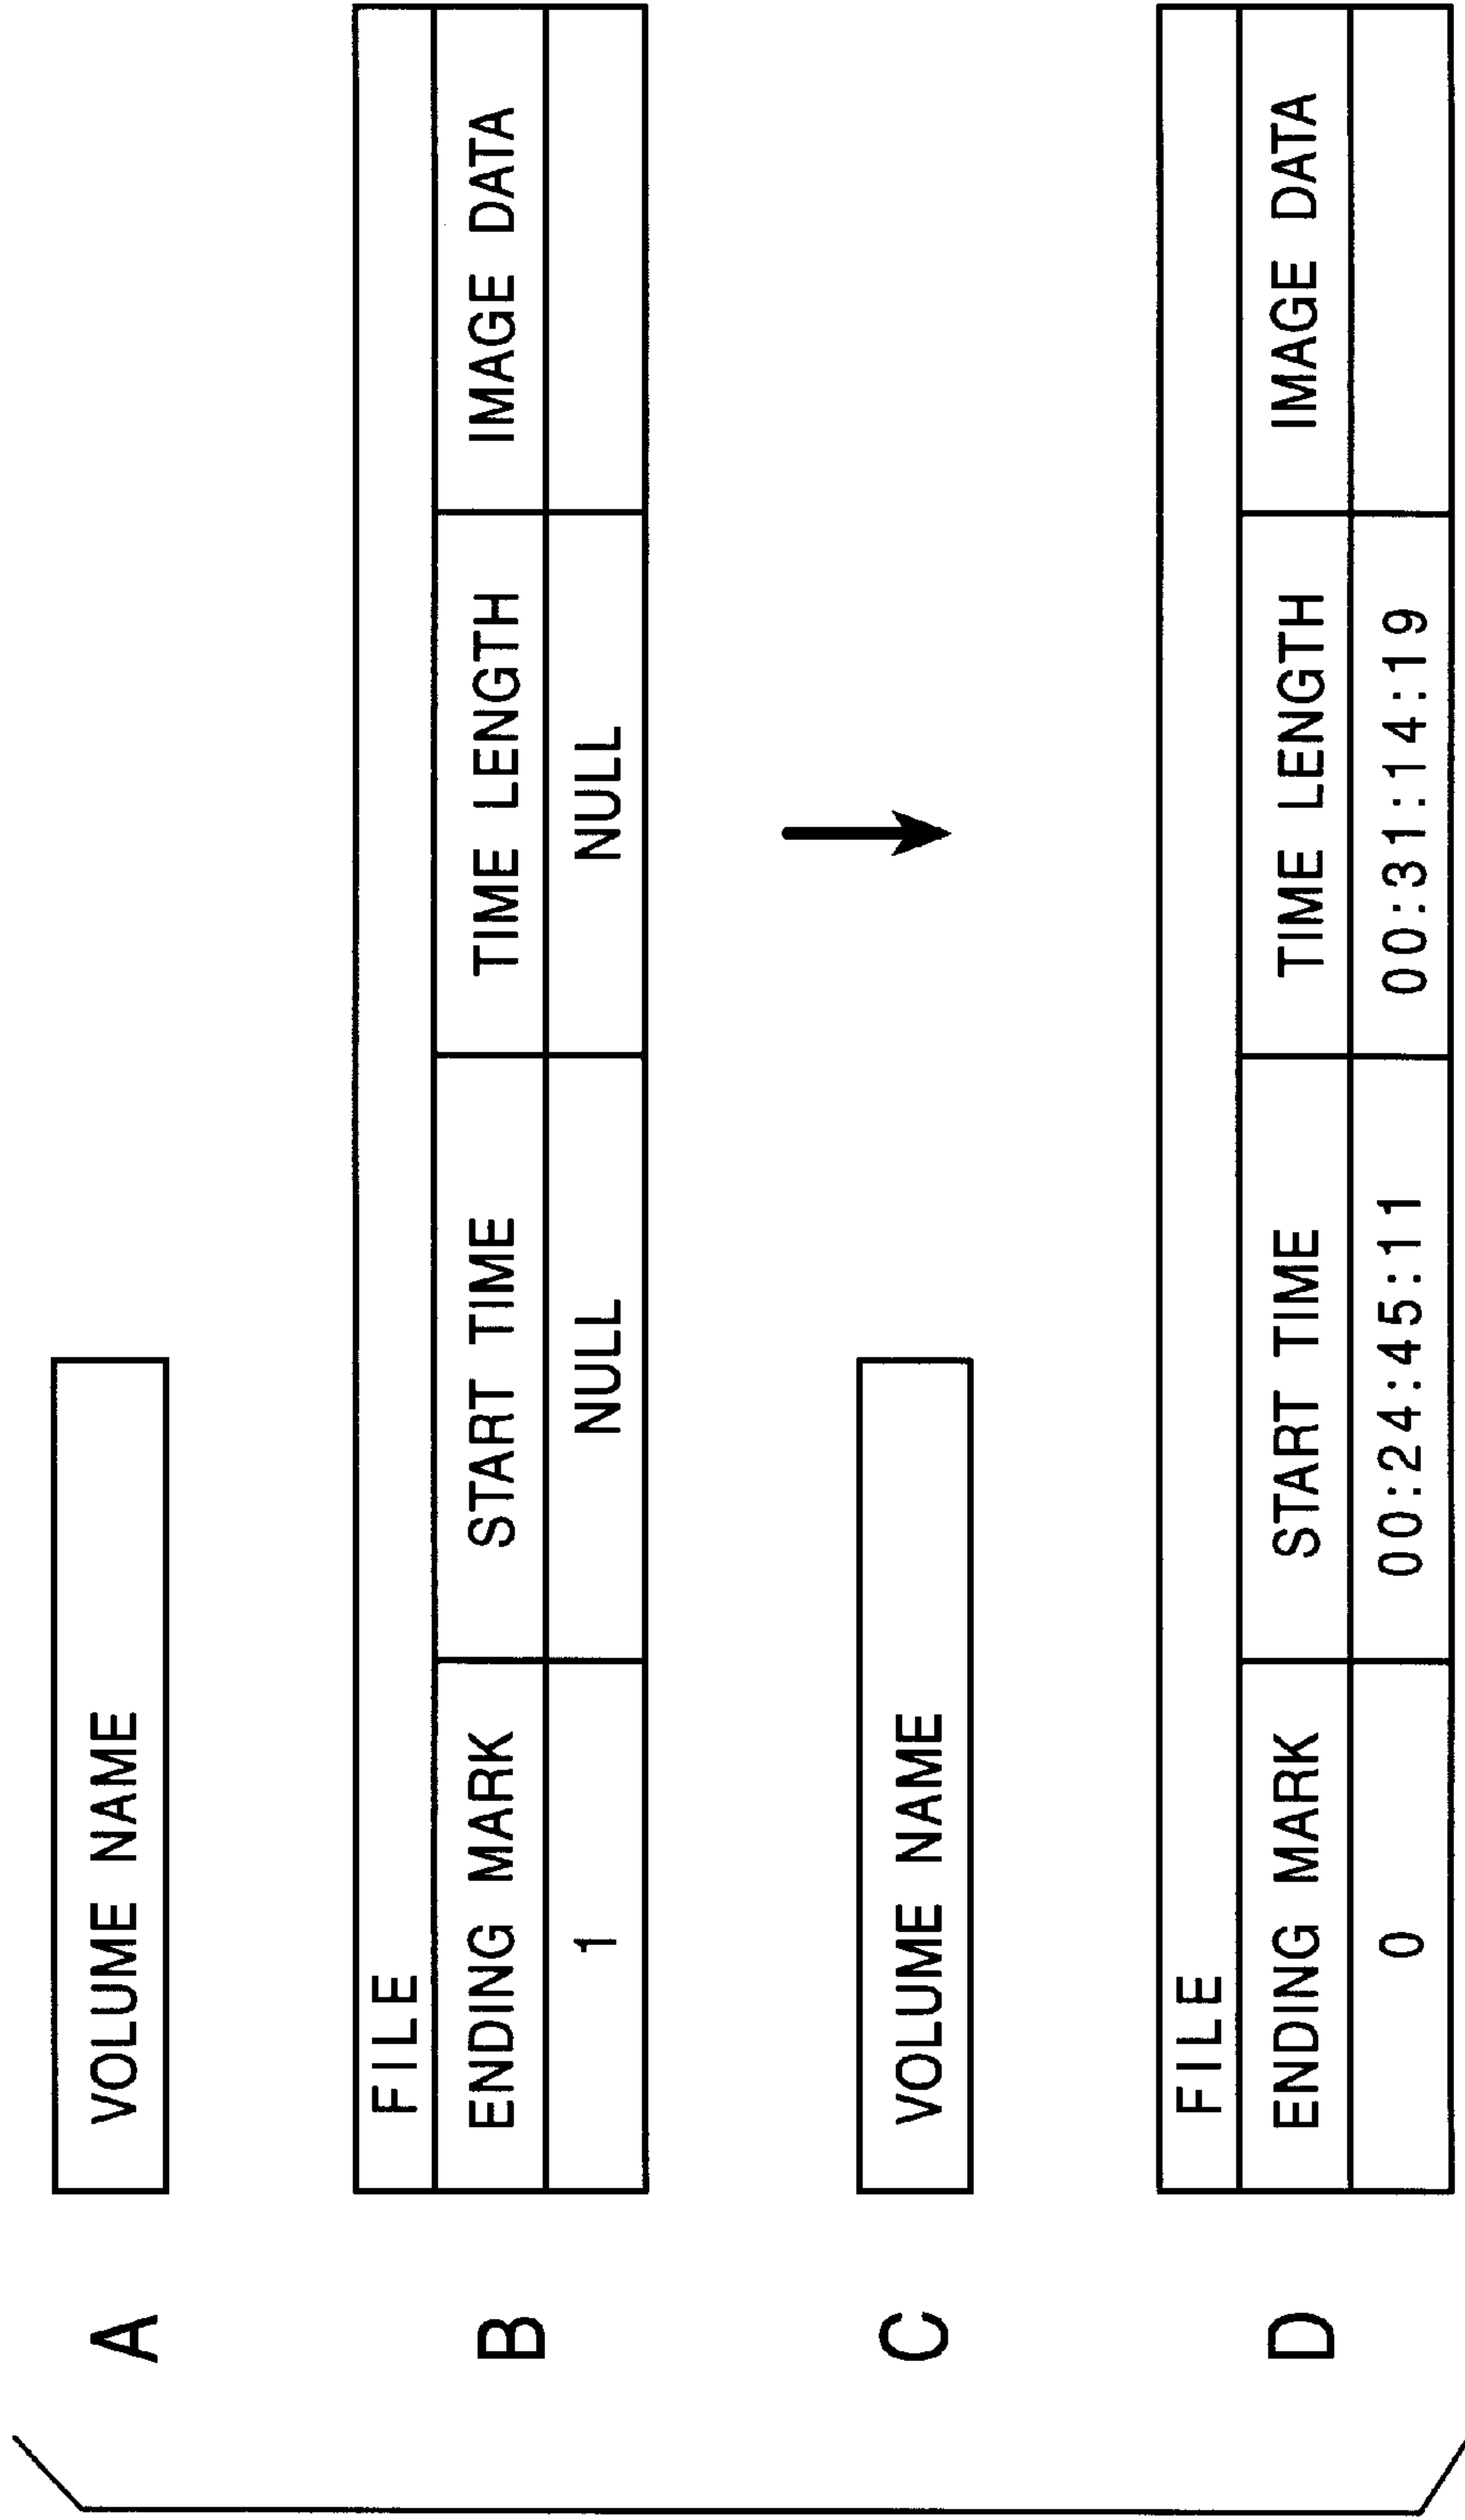 A
VOLUME NAME
B
FILE
ENDING MARK START TIME TIME LENGTH IMAGE DATA
1 NULL NULL
C
VOLUME NAME
D
FILE
ENDING MARK START TIME TIME LENGTH IMAGE DATA
0 00:24:45:11 00:31:14:19